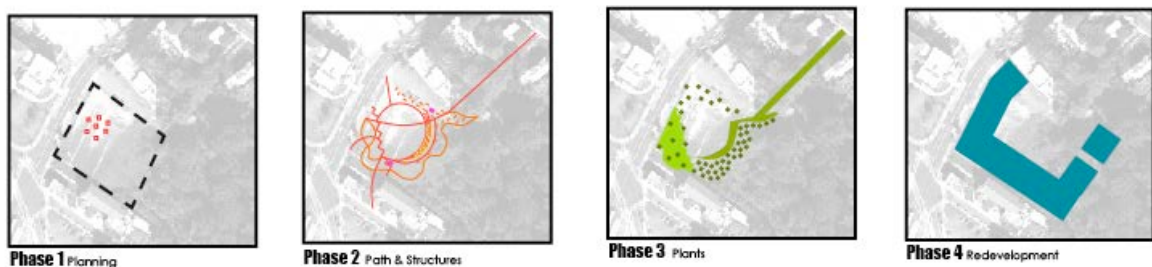 Phase 1 Planning
Phase 2 Path & Structures
Phase 3 Plants
Phase 4 Redevelopment